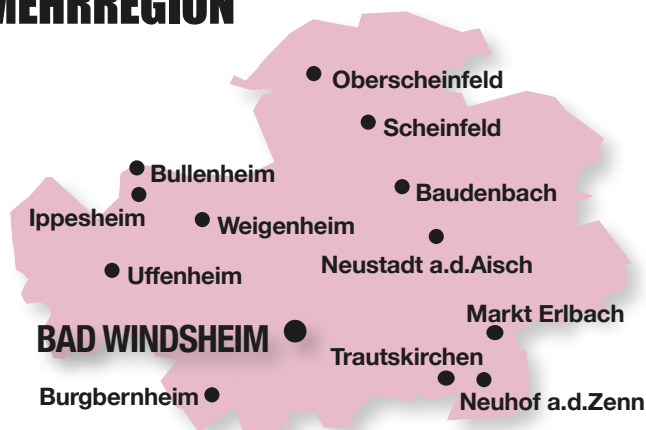 MEHRREGION
Oberscheinfeld
Scheinfeld
Bullenheim
Baudenbach
Ippesheim
Weigenheim
Neustadt a.d.Aisch
Uffenheim
Markt Erlbach
BAD WINDSHEIM
Trautskirchen
Burgbernheim
Neuhof a.d.Zenn